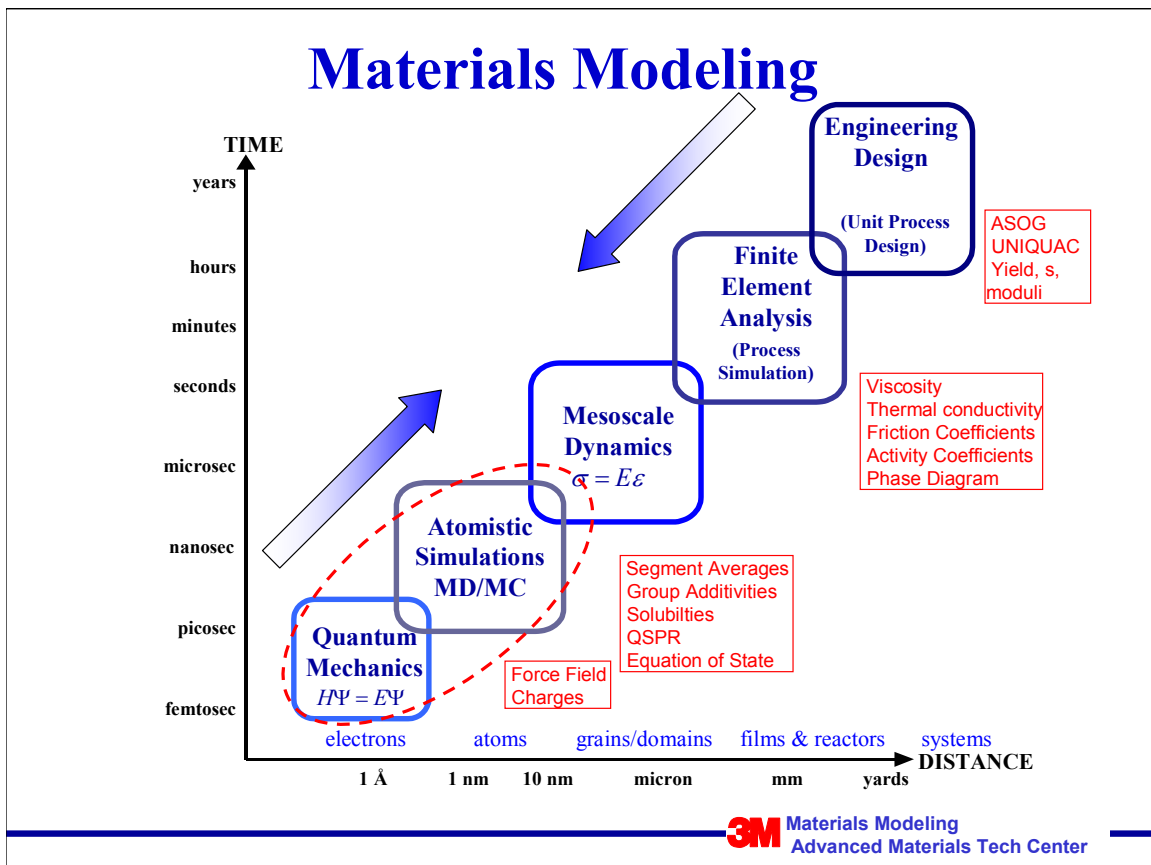 Materials Modeling
TIME
years
hours
minutes
seconds
microsec
nanosec
picosec
femtosec
Engineering
Design
(Unit Process
Design)
ASOG
UNIQUAC
Yield, s,
moduli
Finite
Element
Analysis
(Process
Simulation)
Viscosity
Thermal conductivity
Friction Coefficients
Activity Coefficients
Phase Diagram
Mesoscale
Dynamics
σ = Eε
Atomistic
Simulations
MD/MC
Segment Averages
Group Additivities
Solubilties
QSPR
Equation of State
Quantum
Mechanics
HΨ = EΨ
Force Field
Charges
electrons atoms grains/domains films & reactors systems
DISTANCE
1 Å 1 nm 10 nm micron mm yards
3M Materials Modeling
Advanced Materials Tech Center